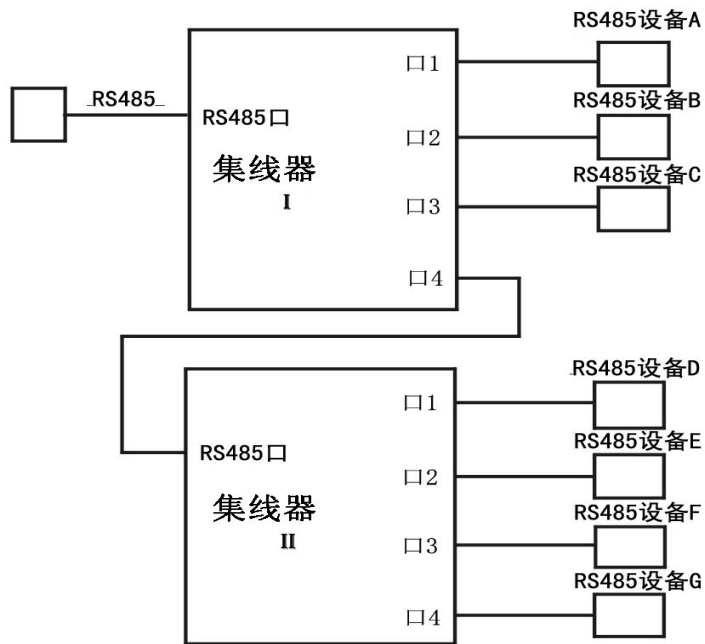 RS485设备A
口1
RS485
RS485口
RS485设备B
口2
集线器
I
RS485设备C
口3
口4
RS485设备D
口1
RS485口
RS485设备E
口2
集线器
II
RS485设备F
口3
RS485设备G
口4